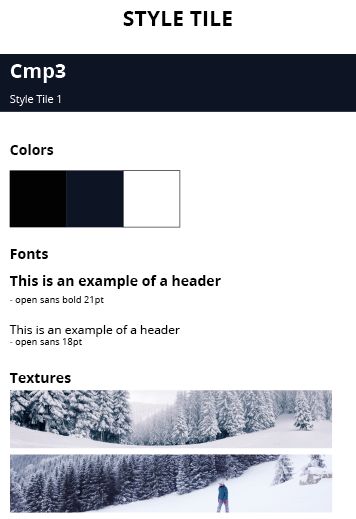 STYLE TILE
Cmp3
Style Tile 1
Colors
Fonts
This is an example of a header
- open sans bold 21pt
This is an example of a header
- open sans 18pt
Textures